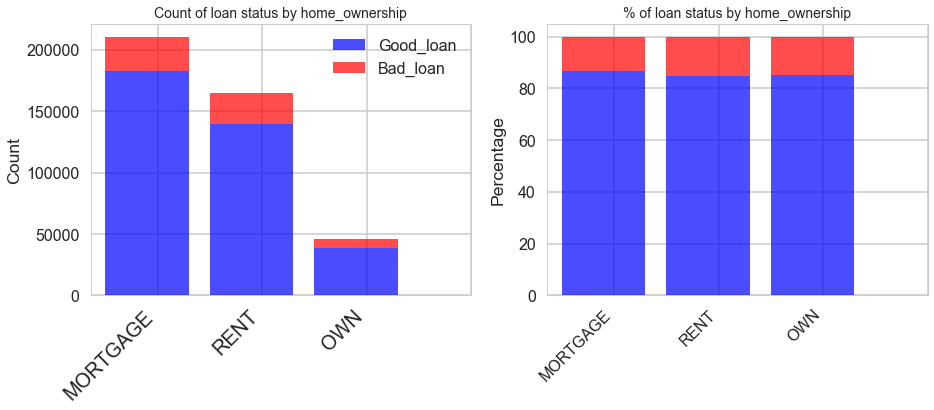 Count of loan status by home_ownership
Count
200000
150000
100000
50000
0
Good_loan
Bad_loan
MORTGAGE
RENT
OWN
% of loan status by home_ownership
Percentage
100
80
60
40
20
0
MORTGAGE
RENT
OWN